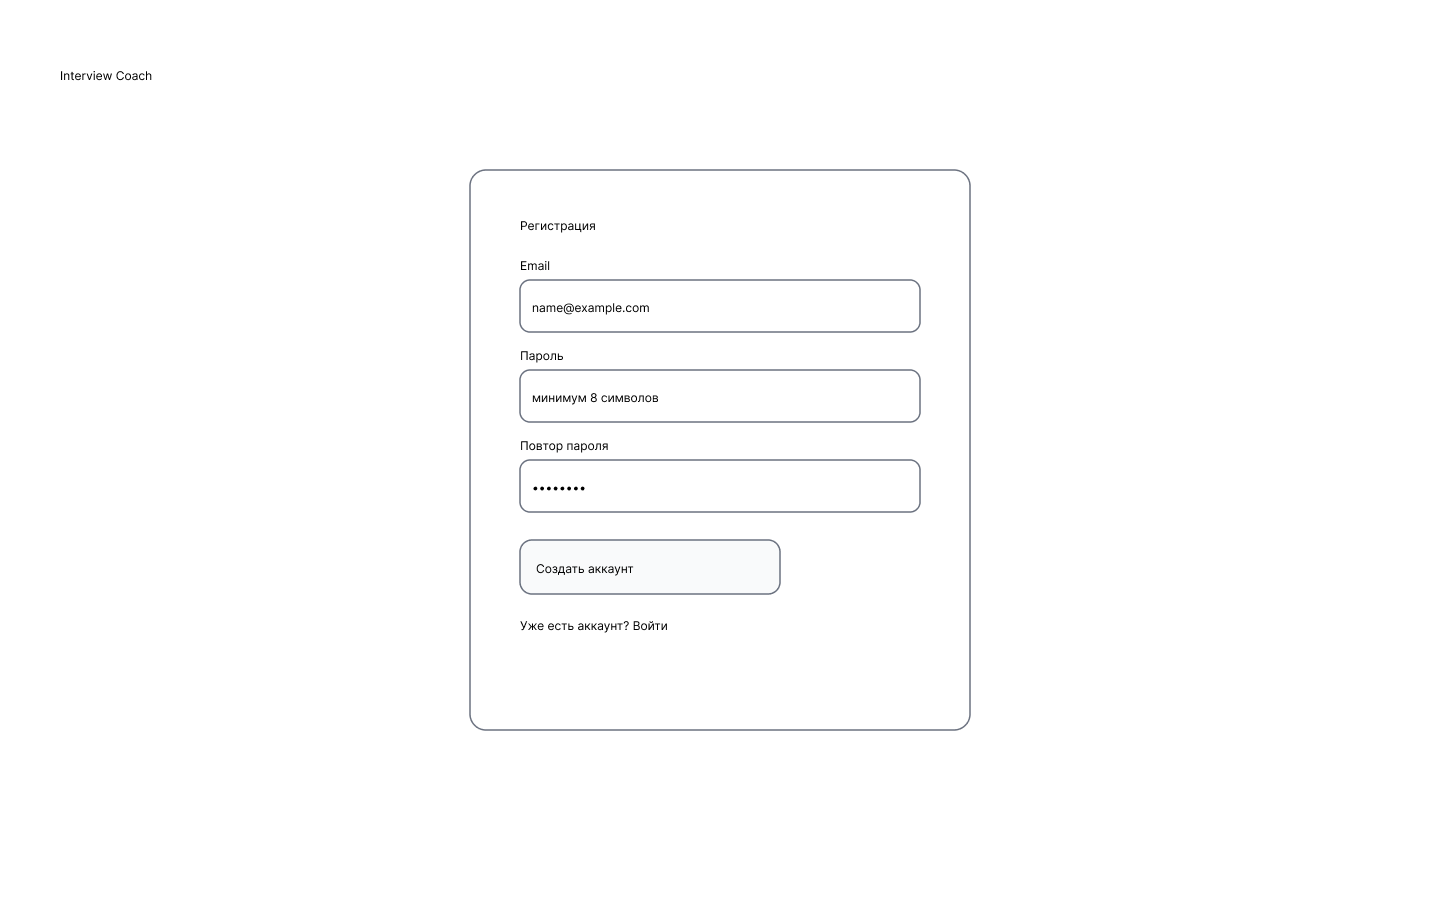 Interview Coach
Регистрация
Email
name@example.com
Пароль
минимум 8 символов
Повтор пароля
••••••••
Создать аккаунт
Уже есть аккаунт? Войти